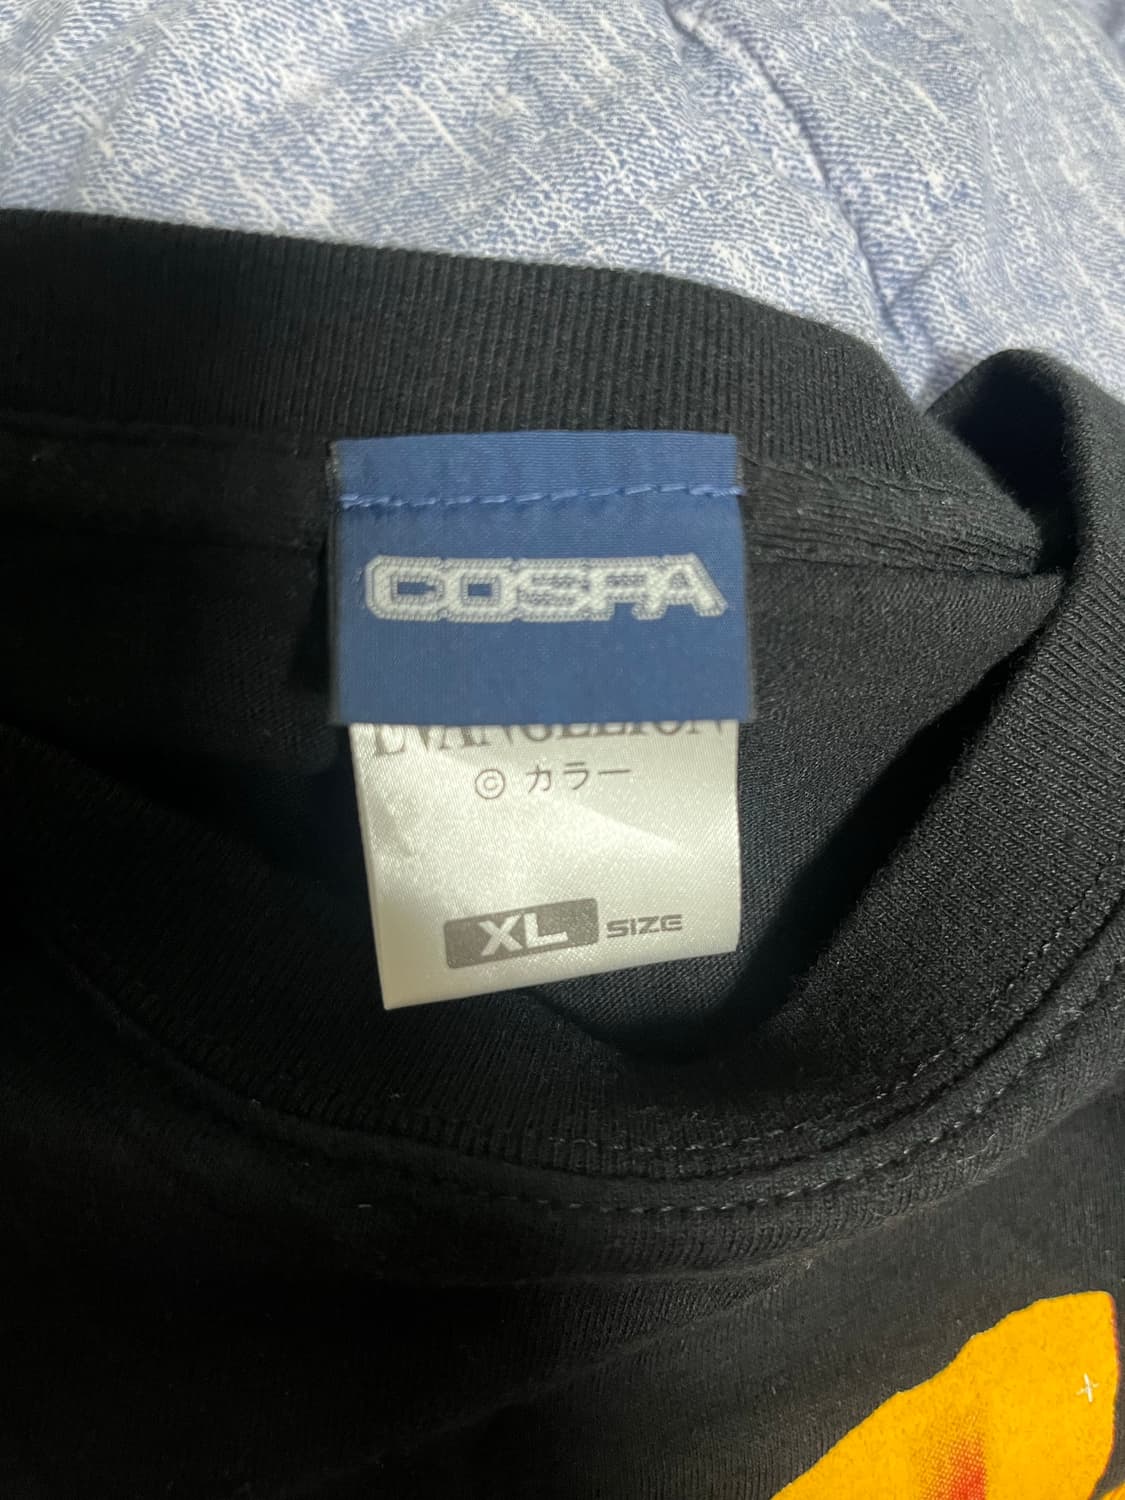 COSPA
EVANGELION
© カラー
XL SIZE